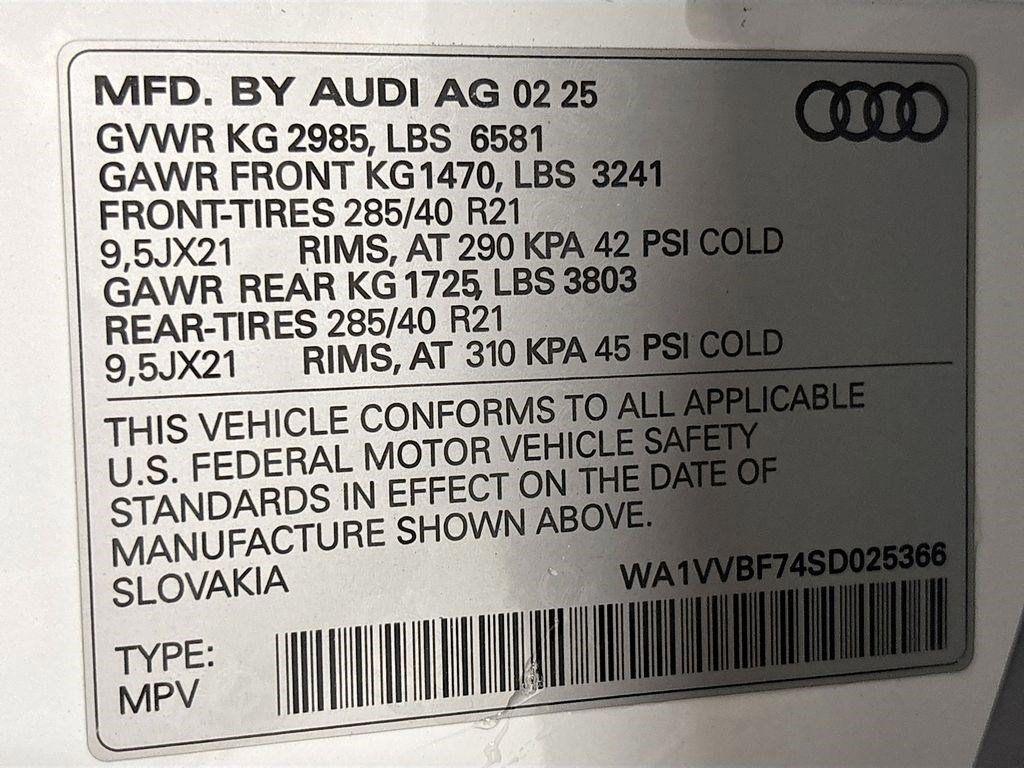 MFD. BY AUDI AG 02 25
GVWR KG 2985, LBS 6581
GAWR FRONT KG 1470, LBS 3241
FRONT-TIRES 285/40 R21
9,5JX21 RIMS, AT 290 KPA 42 PSI COLD
GAWR REAR KG 1725, LBS 3803
REAR-TIRES 285/40 R21
9,5JX21 RIMS, AT 310 KPA 45 PSI COLD
THIS VEHICLE CONFORMS TO ALL APPLICABLE
U.S. FEDERAL MOTOR VEHICLE SAFETY
STANDARDS IN EFFECT ON THE DATE OF
MANUFACTURE SHOWN ABOVE.
SLOVAKIA
WA1VVBF74SD025366
TYPE:
MPV